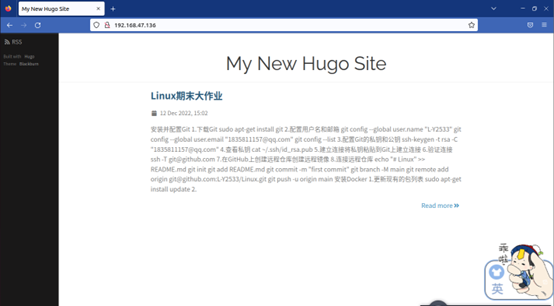 My New Hugo Site
192.168.47.136
RSS
Built with Hugo
Theme Blackburn
My New Hugo Site
Linux期末大作业
12 Dec 2022, 15:02
安装并配置Git 1.下载Git sudo apt-get install git 2.配置用户名和邮箱 git config --global user.name "L-Y2533" git
config --global user.email "1835811157@qq.com" git config --list 3.配置Git的私钥和公钥 ssh-keygen -t rsa -C
"1835811157@qq.com" 4.查看私钥 cat ~/.ssh/id_rsa.pub 5.建立连接将私钥粘贴到Git上建立连接 6.验证连接
ssh -T git@github.com 7.在GitHub上创建远程仓库创建远程镜像 8.连接远程仓库 echo "# Linux" >>
README.md git init git add README.md git commit -m "first commit" git branch -M main git remote add
origin git@github.com:L-Y2533/Linux.git git push -u origin main 安装Docker 1.更新现有的包列表 sudo apt-get
install update 2.
Read more
乖啦!
英